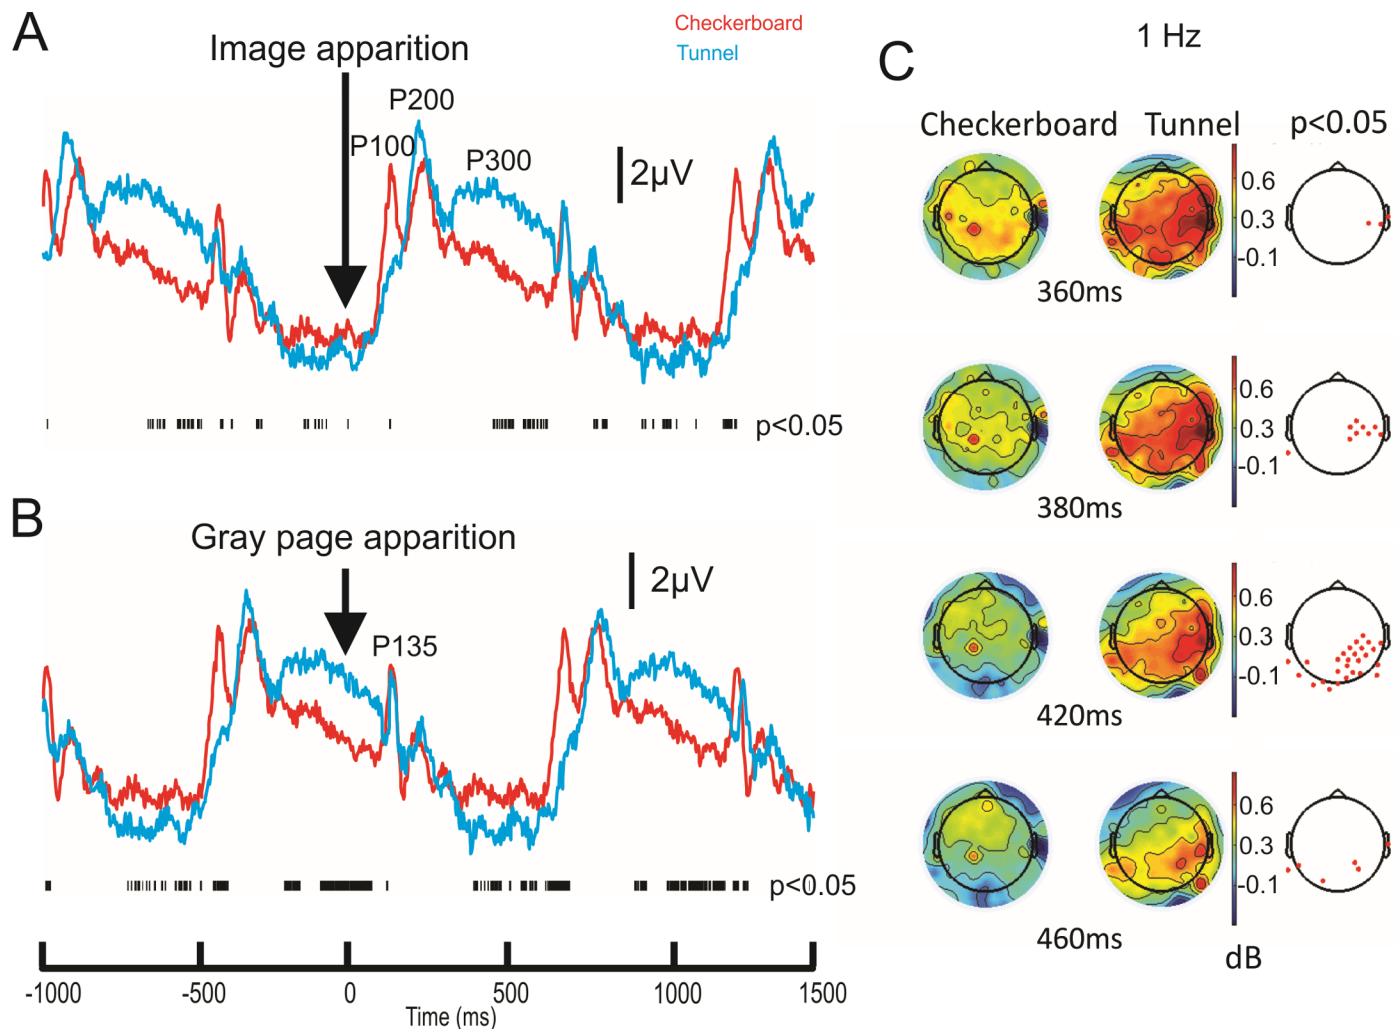 A
Image apparition
Checkerboard
Tunnel
P200
P100
P300
2µV
p<0.05
B
Gray page apparition
2µV
P135
p<0.05
-1000 -500 0 500 1000 1500
Time (ms)
C
1 Hz
Checkerboard Tunnel p<0.05
0.6
0.3
-0.1
360ms
0.6
0.3
-0.1
380ms
0.6
0.3
-0.1
420ms
0.6
0.3
-0.1
460ms
dB